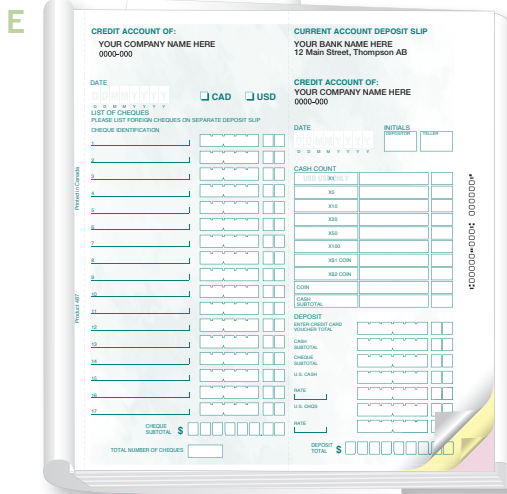 E
CREDIT ACCOUNT OF:
YOUR COMPANY NAME HERE
0000-000
DATE
D D M M Y Y Y Y
D D M M Y Y Y Y
CAD
USD
LIST OF CHEQUES
PLEASE LIST FOREIGN CHEQUES ON SEPARATE DEPOSIT SLIP
CHEQUE IDENTIFICATION
1
2
3
4
5
6
7
8
9
10
11
12
13
14
15
16
17
CHEQUE
SUBTOTAL $
TOTAL NUMBER OF CHEQUES
Printed in Canada
CURRENT ACCOUNT DEPOSIT SLIP
YOUR BANK NAME HERE
12 Main Street, Thompson AB
CREDIT ACCOUNT OF:
YOUR COMPANY NAME HERE
0000-000
DATE
D D M M Y Y Y Y
D D M M Y Y Y Y
INITIALS
DEPOSITOR TELLER
CASH COUNT
X5
X10
X20
X50
X100
X$1 COIN
X$2 COIN
COIN
CASH
SUBTOTAL
DEPOSIT
ENTER CREDIT CARD
VOUCHER TOTAL
CASH
SUBTOTAL
CHEQUE
SUBTOTAL
U.S. CASH
RATE
U.S. CHQS
RATE
DEPOSIT
TOTAL $